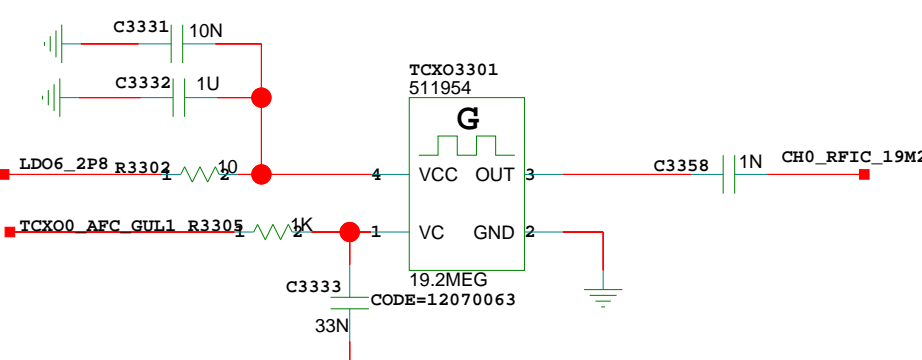 C3331 10N
C3332 1U
TCXO3301
511954
G
LDO6_2P8 R3302 1 10 2 4 VCC OUT 3 C3358 1N CH0_RFIC_19M2
TCXO0_AFC_GUL1 R3305 1 1K 2 1 VC GND 2
19.2MEG
C3333 CODE=12070063
33N